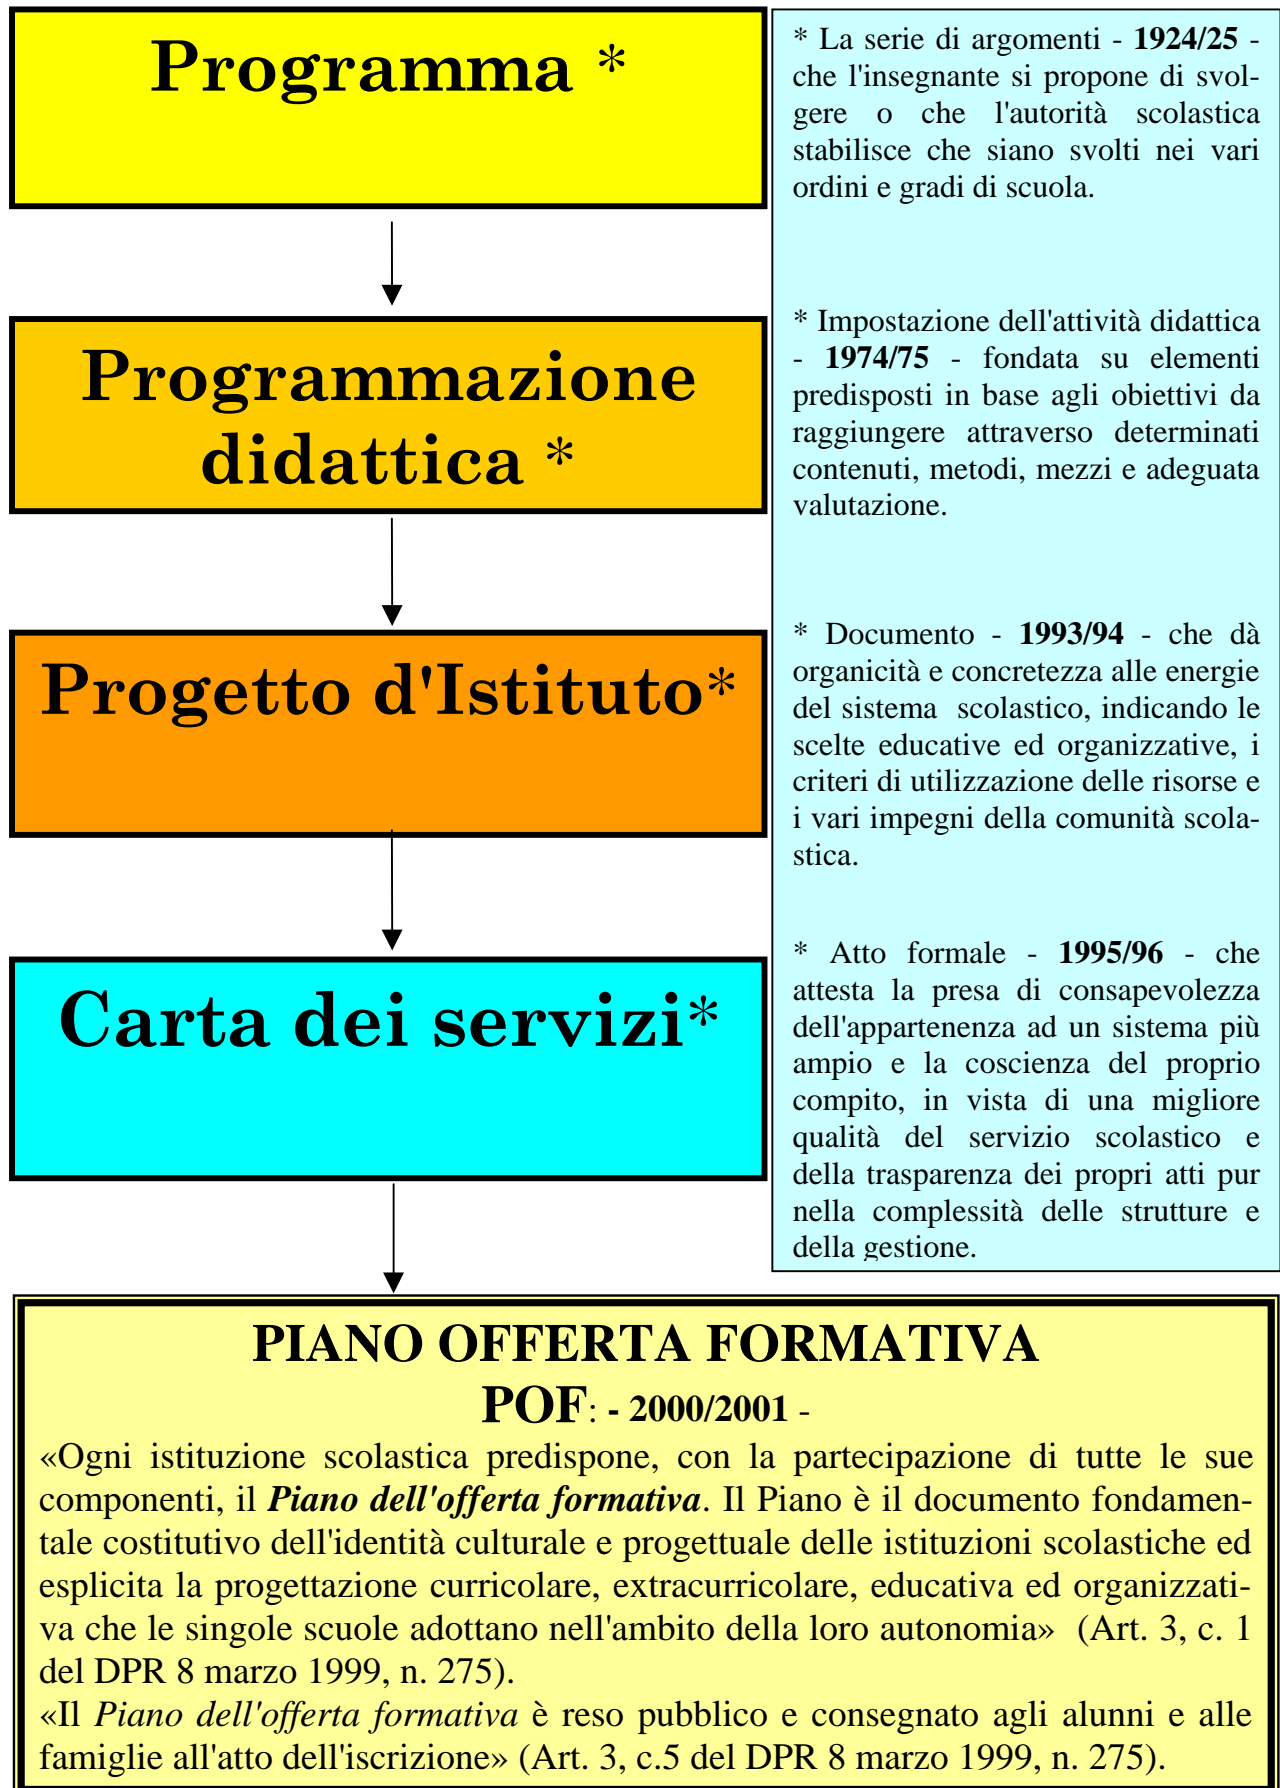 Programma *
* La serie di argomenti - 1924/25 -
che l'insegnante si propone di svol-
gere o che l'autorità scolastica
stabilisce che siano svolti nei vari
ordini e gradi di scuola.
Programmazione
didattica *
* Impostazione dell'attività didattica
- 1974/75 - fondata su elementi
predisposti in base agli obiettivi da
raggiungere attraverso determinati
contenuti, metodi, mezzi e adeguata
valutazione.
Progetto d'Istituto*
* Documento - 1993/94 - che dà
organicità e concretezza alle energie
del sistema scolastico, indicando le
scelte educative ed organizzative, i
criteri di utilizzazione delle risorse e
i vari impegni della comunità scola-
stica.
Carta dei servizi*
* Atto formale - 1995/96 - che
attesta la presa di consapevolezza
dell'appartenenza ad un sistema più
ampio e la coscienza del proprio
compito, in vista di una migliore
qualità del servizio scolastico e
della trasparenza dei propri atti pur
nella complessità delle strutture e
della gestione.
PIANO OFFERTA FORMATIVA
POF: - 2000/2001 -
«Ogni istituzione scolastica predispone, con la partecipazione di tutte le sue
componenti, il Piano dell'offerta formativa. Il Piano è il documento fondamen-
tale costitutivo dell'identità culturale e progettuale delle istituzioni scolastiche ed
esplicita la progettazione curricolare, extracurricolare, educativa ed organizzati-
va che le singole scuole adottano nell'ambito della loro autonomia» (Art. 3, c. 1
del DPR 8 marzo 1999, n. 275).
«Il Piano dell'offerta formativa è reso pubblico e consegnato agli alunni e alle
famiglie all'atto dell'iscrizione» (Art. 3, c.5 del DPR 8 marzo 1999, n. 275).